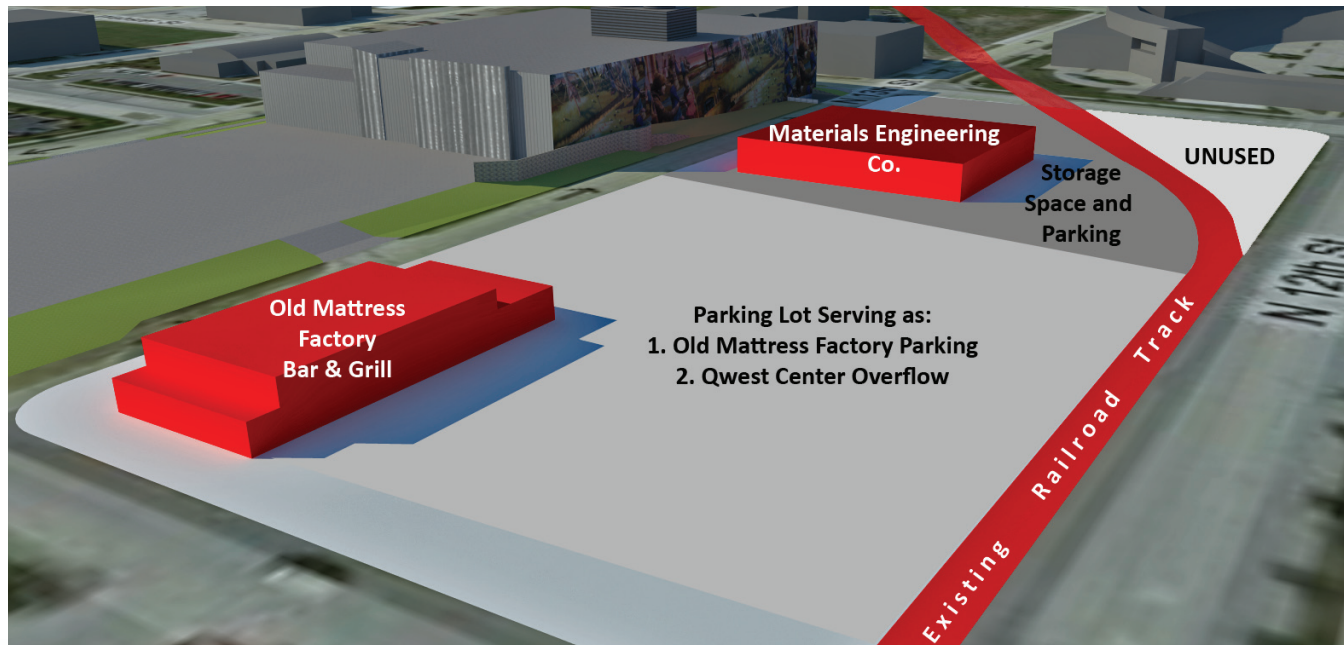 Materials Engineering
Co.
UNUSED
Storage
Space and
Parking
N 12th St
Old Mattress
Factory
Bar & Grill
Parking Lot Serving as:
1. Old Mattress Factory Parking
2. Qwest Center Overflow
Existing Railroad Track